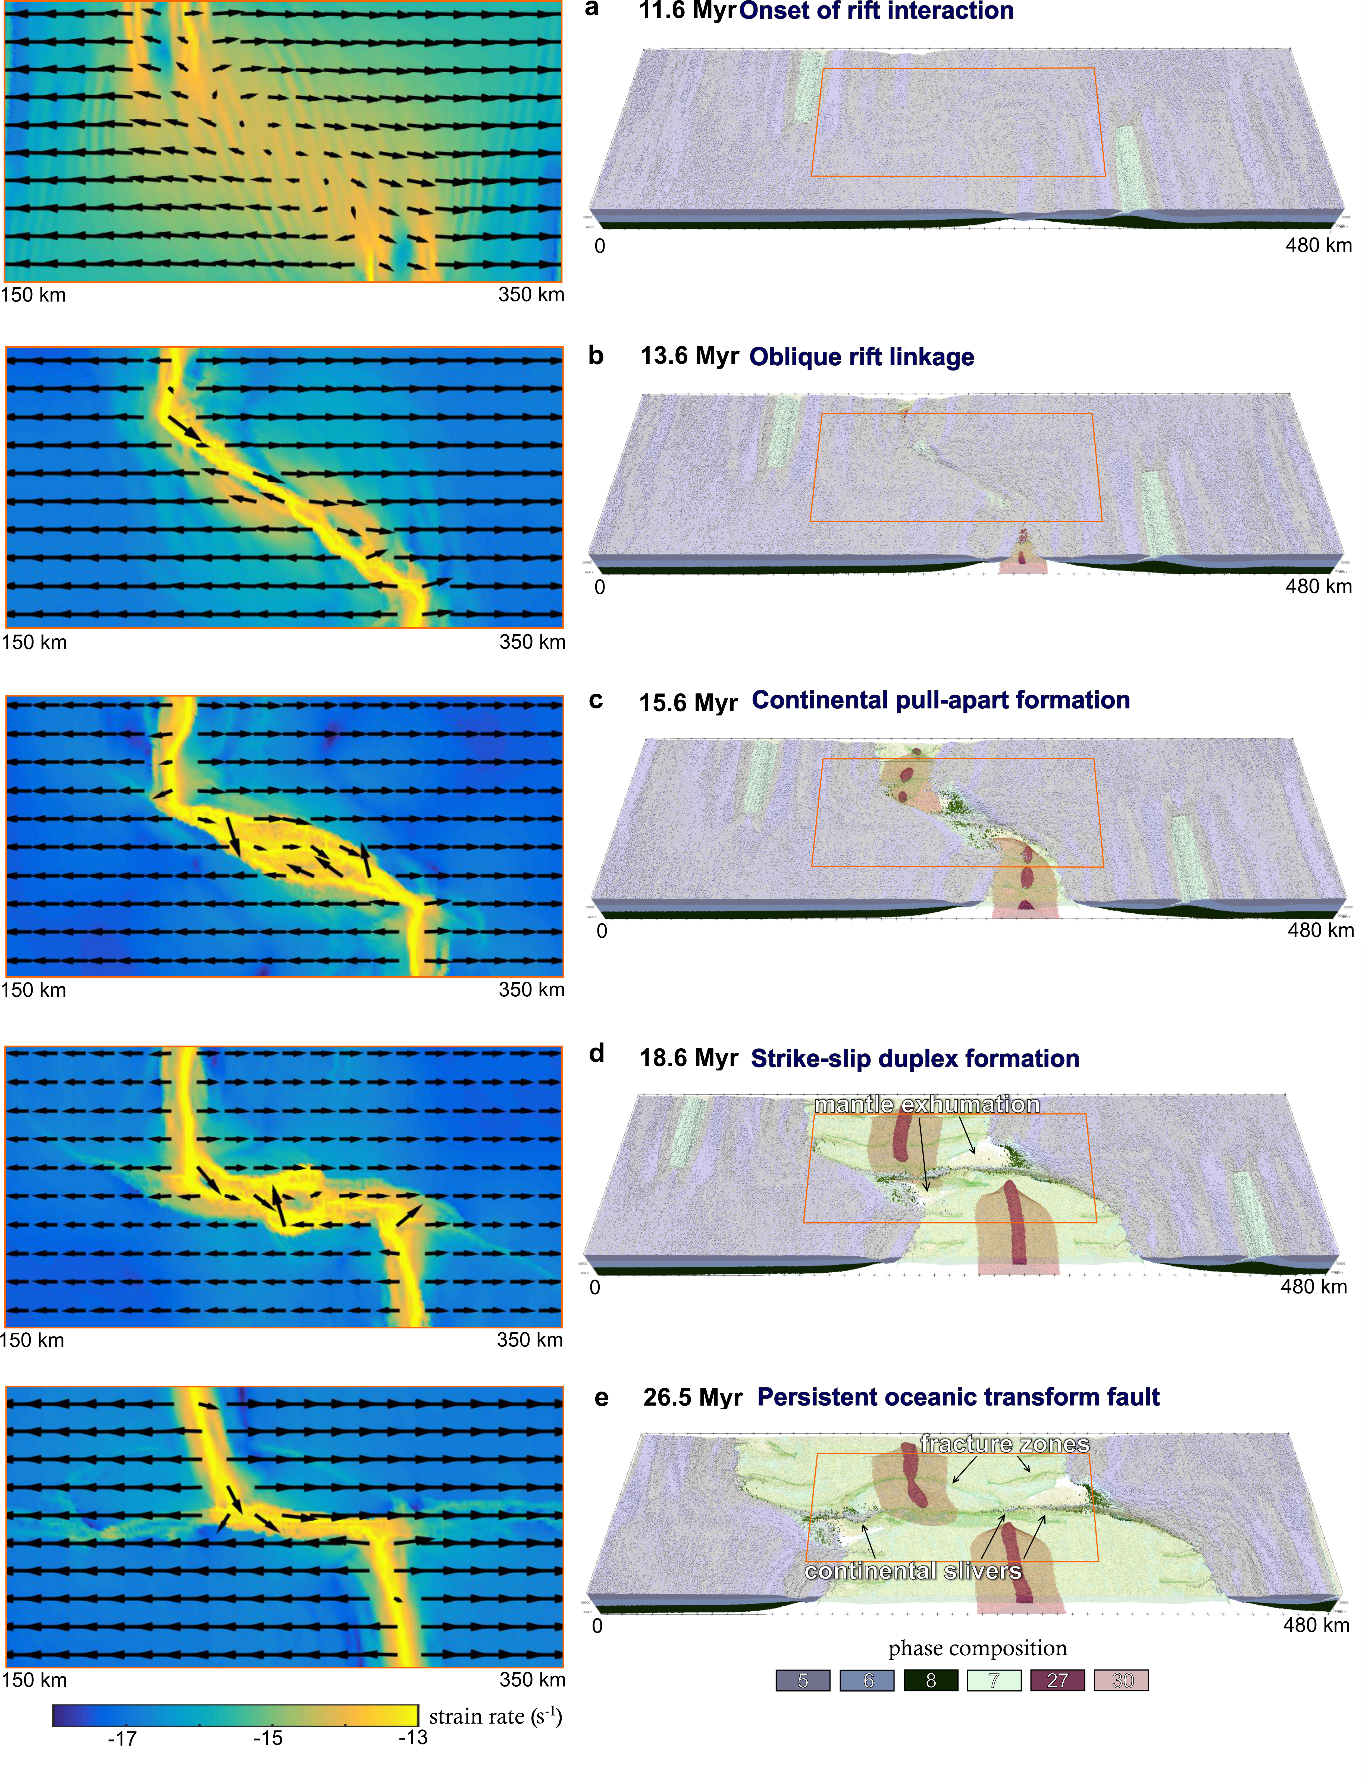 a 11.6 Myr Onset of rift interaction
0 480 km
150 km 350 km
b 13.6 Myr Oblique rift linkage
0 480 km
150 km 350 km
c 15.6 Myr Continental pull-apart formation
0 480 km
150 km 350 km
d 18.6 Myr Strike-slip duplex formation
mantle exhumation
0 480 km
150 km 350 km
e 26.5 Myr Persistent oceanic transform fault
fracture zones
continental slivers
0 480 km
150 km 350 km
phase composition
5 6 8 7 27 30
strain rate (s-1)
-17 -15 -13